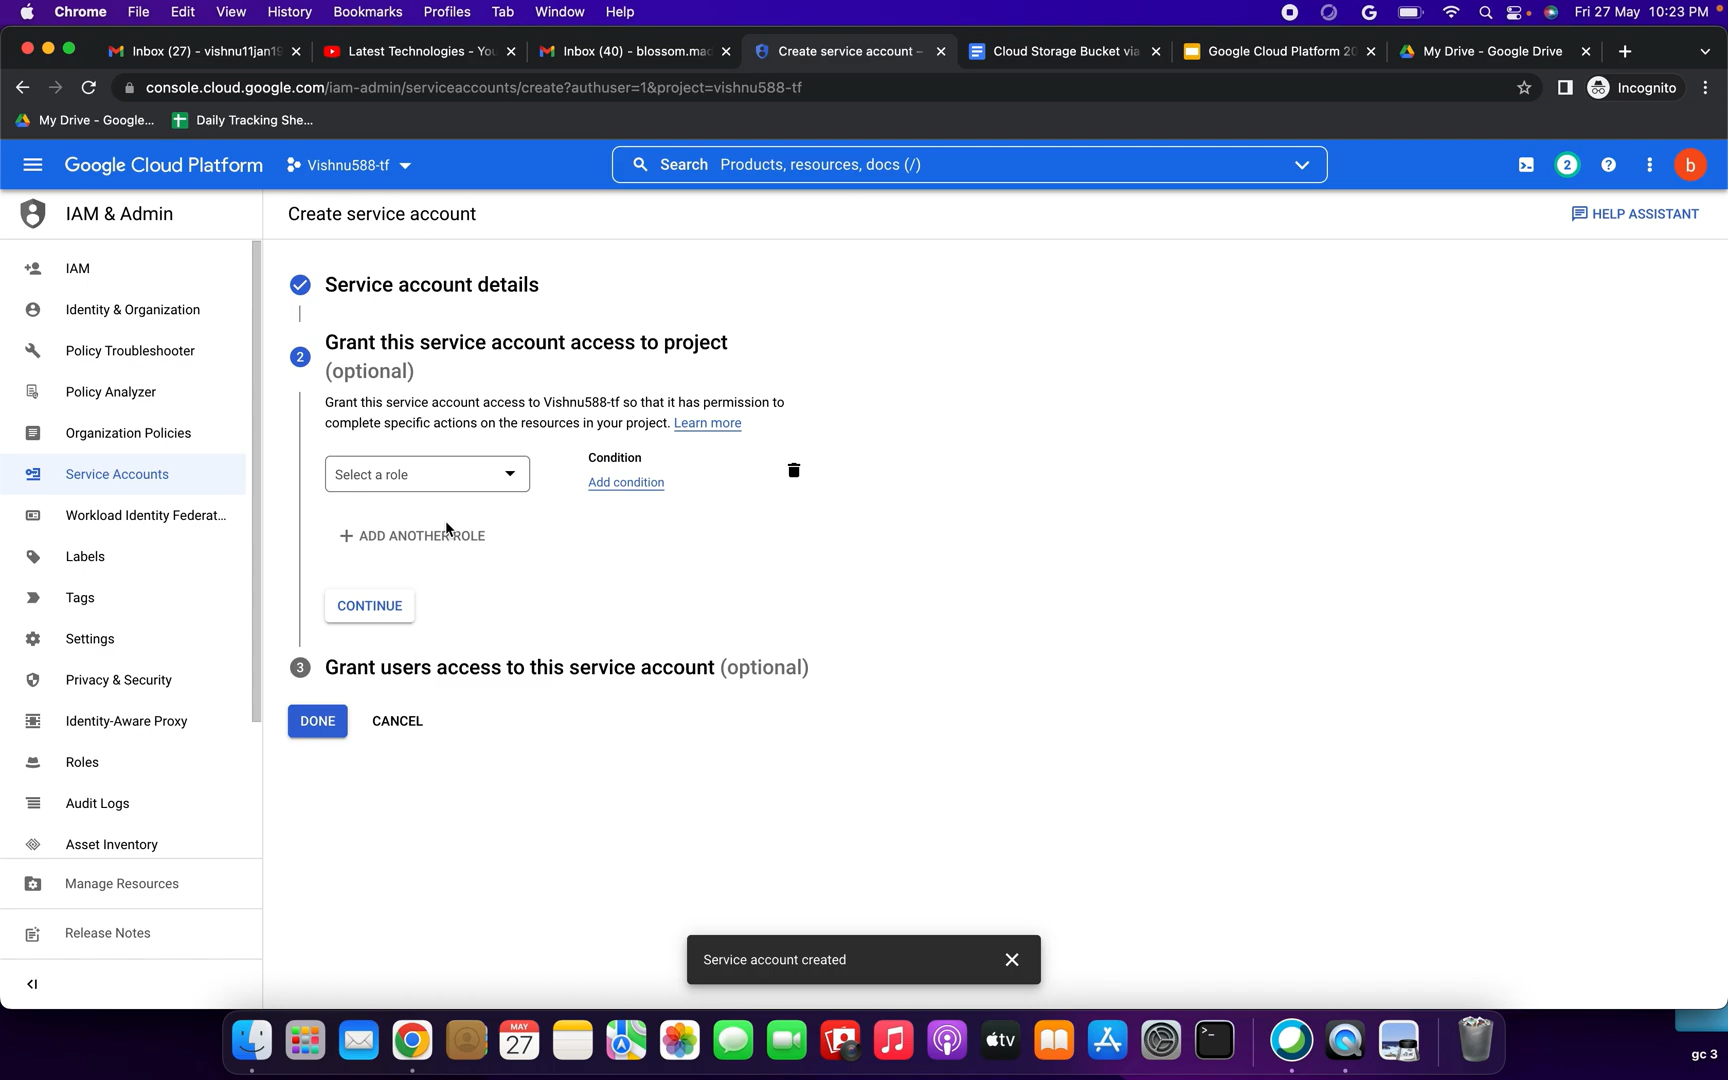 Chrome File Edit View History Bookmarks Profiles Tab Window Help Fri 27 May 10:23 PM
Inbox (27) - vishnu11jan19 Latest Technologies - You Inbox (40) - blossom.mac Create service account - Cloud Storage Bucket via Google Cloud Platform 20 My Drive - Google Drive
console.cloud.google.com/iam-admin/serviceaccounts/create?authuser=1&project=vishnu588-tf Incognito
My Drive - Google... Daily Tracking She...
Google Cloud Platform Vishnu588-tf Search Products, resources, docs (/) 2 b
IAM & Admin
Create service account
HELP ASSISTANT
IAM
Identity & Organization
Policy Troubleshooter
Policy Analyzer
Organization Policies
Service Accounts
Workload Identity Federat...
Labels
Tags
Settings
Privacy & Security
Identity-Aware Proxy
Roles
Audit Logs
Asset Inventory
Manage Resources
Release Notes
Service account details
2 Grant this service account access to project
(optional)
Grant this service account access to Vishnu588-tf so that it has permission to
complete specific actions on the resources in your project. Learn more
Select a role
Condition
Add condition
+ ADD ANOTHER ROLE
CONTINUE
3 Grant users access to this service account (optional)
DONE CANCEL
Service account created
MAY
27
tv
gc 3